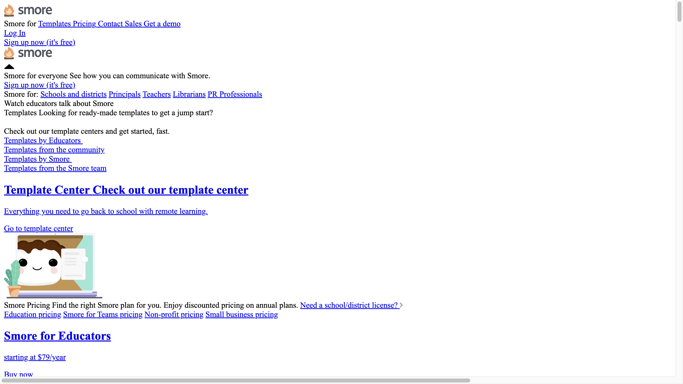 smore
Smore for Templates Pricing Contact Sales Get a demo
Log In
Sign up now (it's free)
smore
Smore for everyone See how you can communicate with Smore.
Sign up now (it's free)
Smore for: Schools and districts Principals Teachers Librarians PR Professionals
Watch educators talk about Smore
Templates Looking for ready-made templates to get a jump start?
Check out our template centers and get started, fast.
Templates by Educators
Templates from the community
Templates by Smore
Templates from the Smore team
Template Center Check out our template center
Everything you need to go back to school with remote learning.
Go to template center
Smore Pricing Find the right Smore plan for you. Enjoy discounted pricing on annual plans. Need a school/district license? >
Education pricing Smore for Teams pricing Non-profit pricing Small business pricing
Smore for Educators
starting at $79/year
Buy now